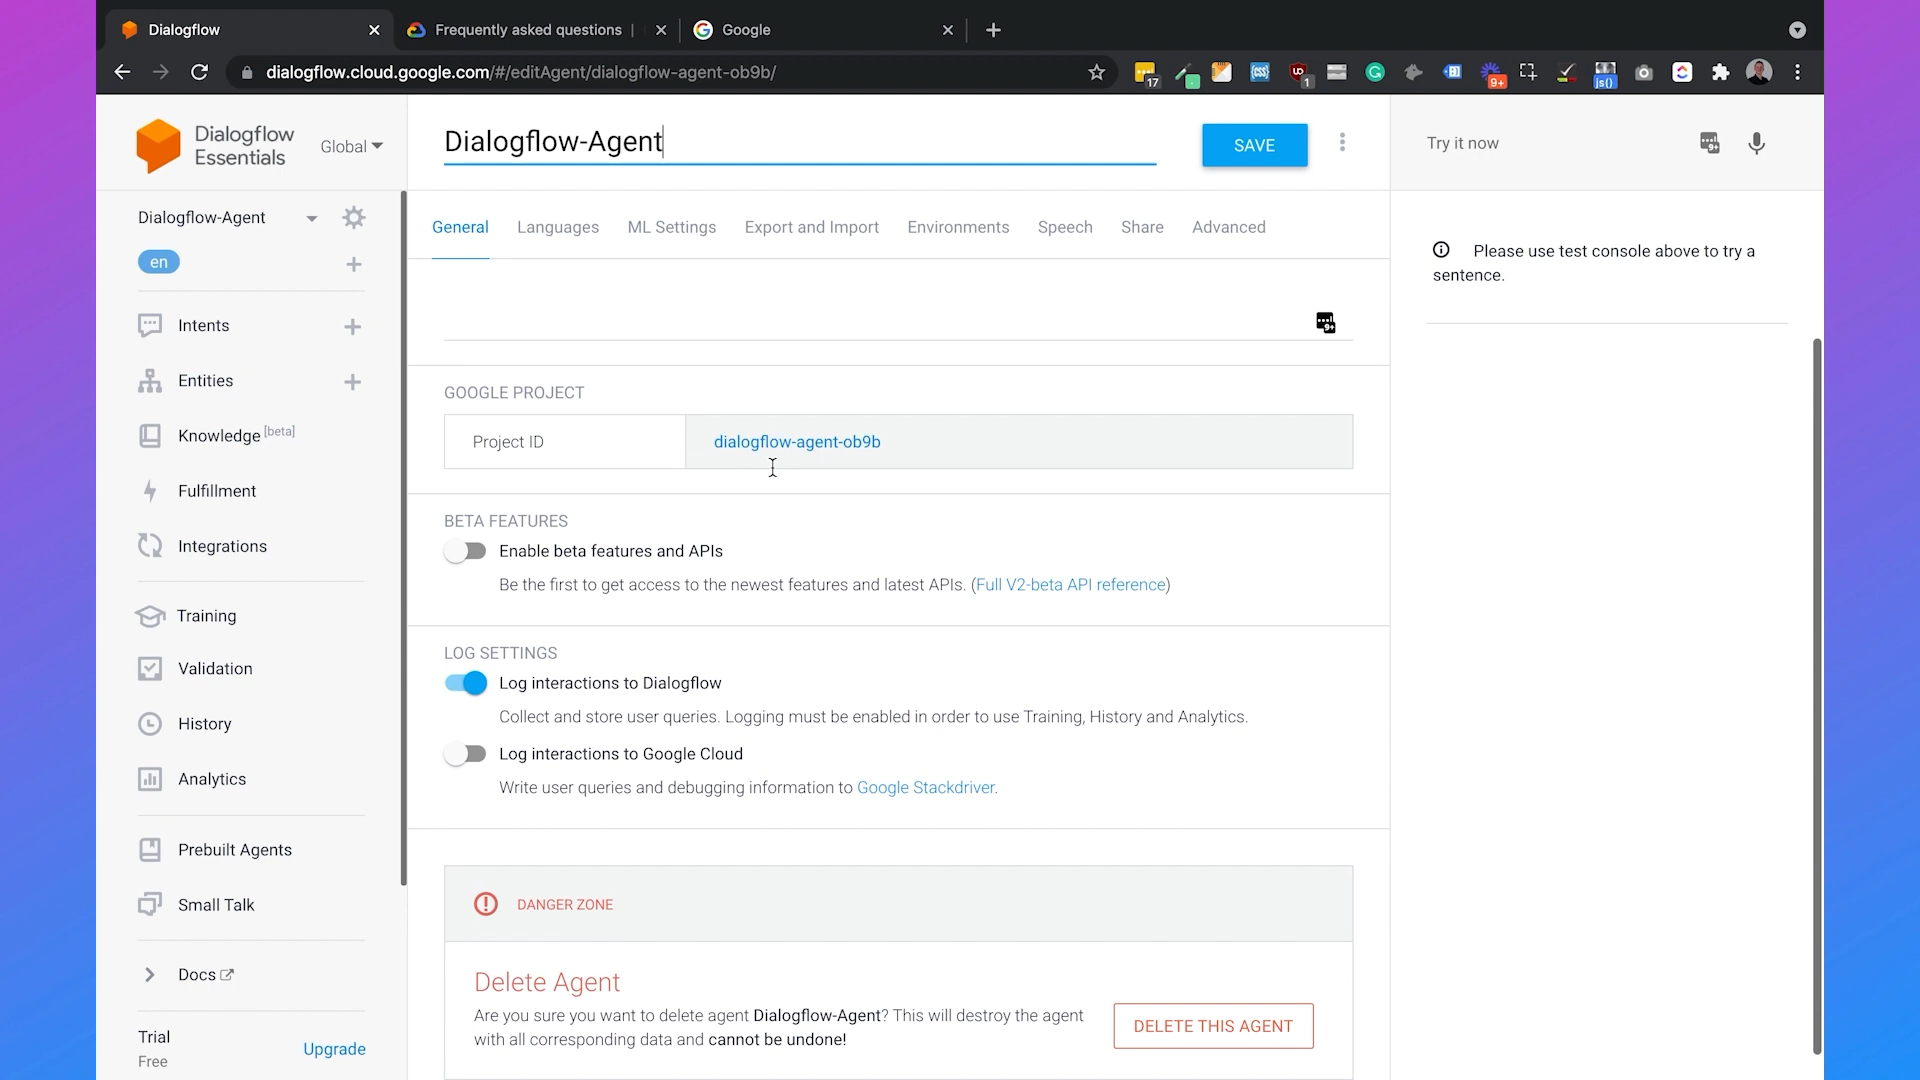 Dialogflow
Frequently asked questions |
Google
dialogflow.cloud.google.com/#/editAgent/dialogflow-agent-ob9b/
17
1
9+
js()
Dialogflow
Essentials
Global
Dialogflow-Agent
SAVE
Try it now
Dialogflow-Agent
en
General
Languages
ML Settings
Export and Import
Environments
Speech
Share
Advanced
Please use test console above to try a
sentence.
Intents
Entities
Knowledge [beta]
Fulfillment
Integrations
Training
Validation
History
Analytics
Prebuilt Agents
Small Talk
Docs
Trial
Free
Upgrade
GOOGLE PROJECT
Project ID
dialogflow-agent-ob9b
BETA FEATURES
Enable beta features and APIs
Be the first to get access to the newest features and latest APIs. (Full V2-beta API reference)
LOG SETTINGS
Log interactions to Dialogflow
Collect and store user queries. Logging must be enabled in order to use Training, History and Analytics.
Log interactions to Google Cloud
Write user queries and debugging information to Google Stackdriver.
DANGER ZONE
Delete Agent
Are you sure you want to delete agent Dialogflow-Agent? This will destroy the agent
with all corresponding data and cannot be undone!
DELETE THIS AGENT